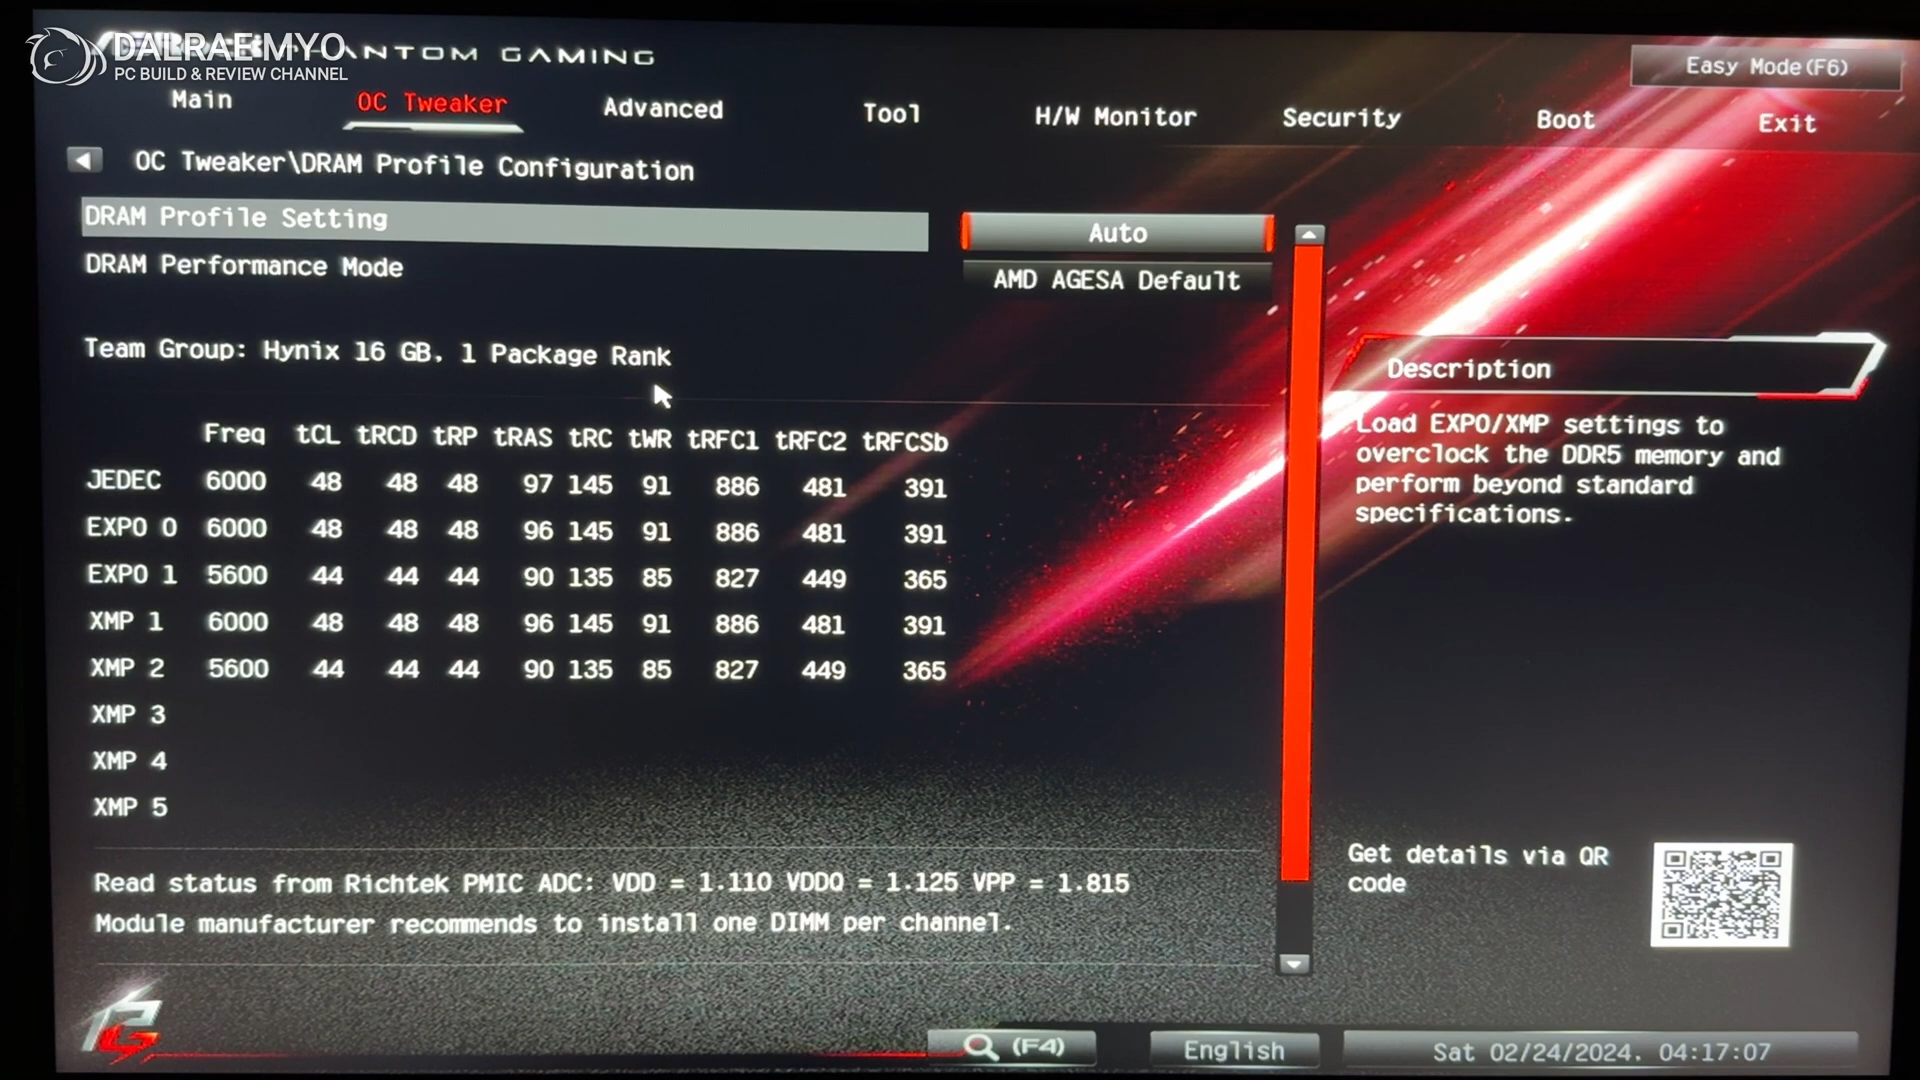 DALRAE MYO
PC BUILD & REVIEW CHANNEL
PHANTOM GAMING
Easy Mode(F6)
Main OC Tweaker Advanced Tool H/W Monitor Security Boot Exit
OC Tweaker\DRAM Profile Configuration
DRAM Profile Setting Auto
DRAM Performance Mode AMD AGESA Default
Team Group: Hynix 16 GB, 1 Package Rank
Freq tCL tRCD tRP tRAS tRC tWR tRFC1 tRFC2 tRFCSb
JEDEC 6000 48 48 48 97 145 91 886 481 391
EXPO 0 6000 48 48 48 96 145 91 886 481 391
EXPO 1 5600 44 44 44 90 135 85 827 449 365
XMP 1 6000 48 48 48 96 145 91 886 481 391
XMP 2 5600 44 44 44 90 135 85 827 449 365
XMP 3
XMP 4
XMP 5
Read status from Richtek PMIC ADC: VDD = 1.110 VDDQ = 1.125 VPP = 1.815
Module manufacturer recommends to install one DIMM per channel.
Description
Load EXPO/XMP settings to
overclock the DDR5 memory and
perform beyond standard
specifications.
Get details via QR
code
(F4) English Sat 02/24/2024, 04:17:07